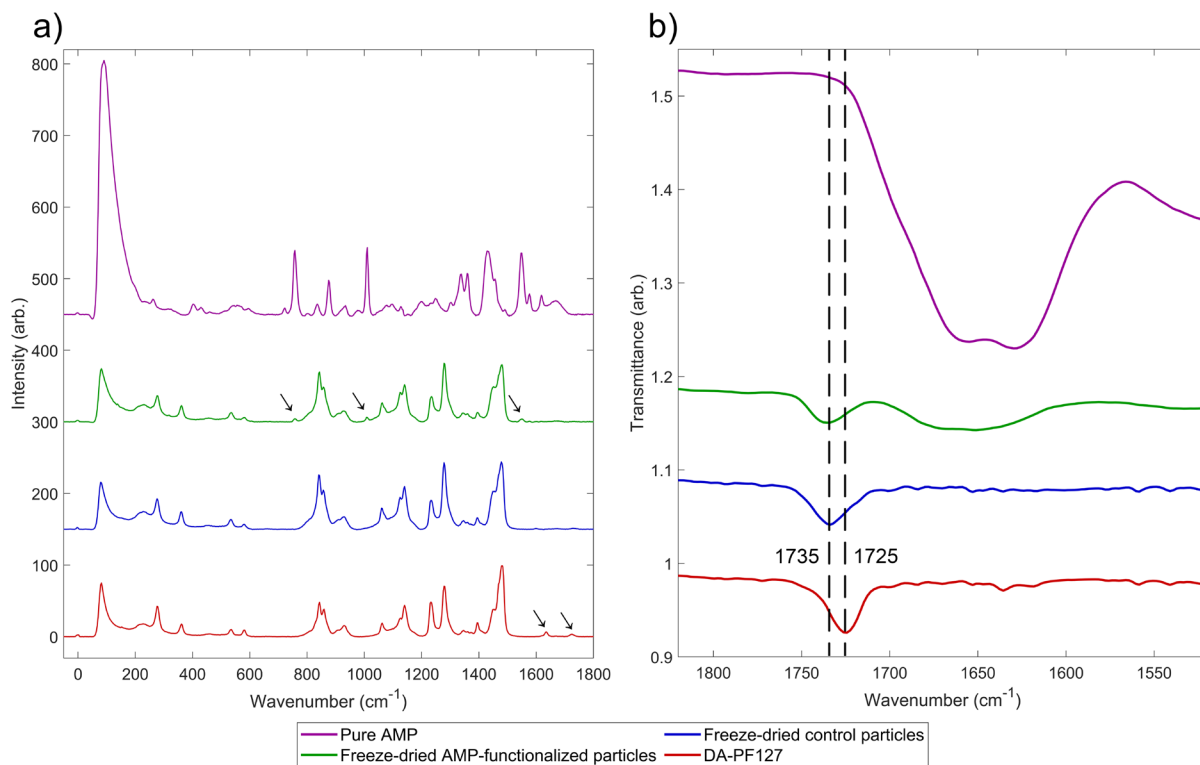 a)
800
700
600
500
400
300
200
100
0
Intensity (arb.)
0 200 400 600 800 1000 1200 1400 1600 1800
Wavenumber (cm⁻¹)
b)
1.5
1.4
1.3
1.2
1.1
1
0.9
Transmittance (arb.)
1735 1725
1800 1750 1700 1650 1600 1550
Wavenumber (cm⁻¹)
Pure AMP
Freeze-dried AMP-functionalized particles
Freeze-dried control particles
DA-PF127